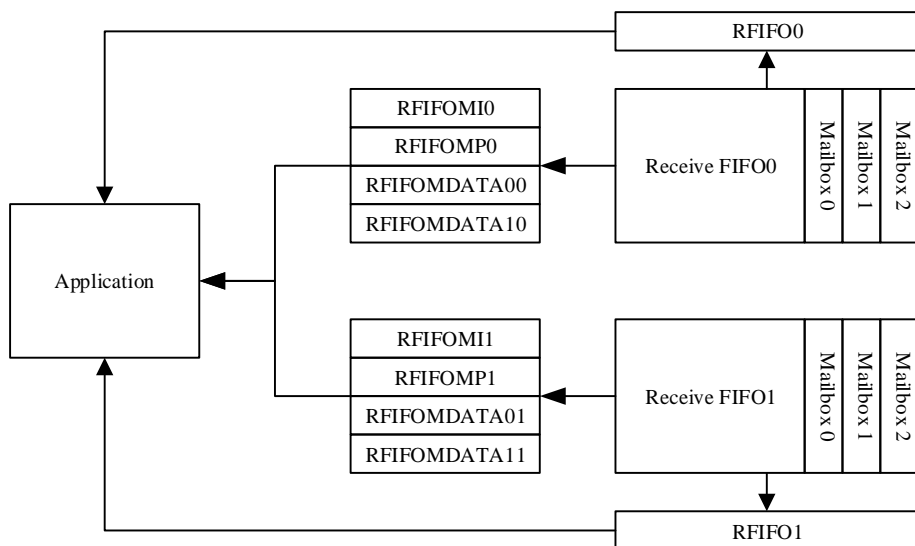 RFIFO0
RFIFOMI0
RFIFOMP0
RFIFOMDATA00
RFIFOMDATA10
Receive FIFO0
Mailbox 0
Mailbox 1
Mailbox 2
Application
RFIFOMI1
RFIFOMP1
RFIFOMDATA01
RFIFOMDATA11
Receive FIFO1
Mailbox 0
Mailbox 1
Mailbox 2
RFIFO1